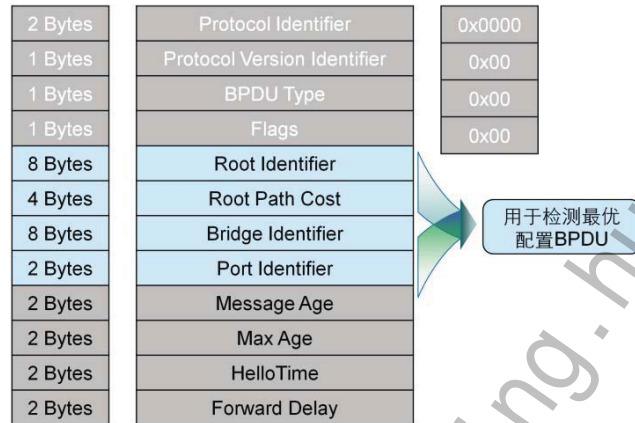 2 Bytes Protocol Identifier 0x0000
1 Bytes Protocol Version Identifier 0x00
1 Bytes BPDU Type 0x00
1 Bytes Flags 0x00
8 Bytes Root Identifier
4 Bytes Root Path Cost
8 Bytes Bridge Identifier
2 Bytes Port Identifier
用于检测最优
配置BPDU
2 Bytes Message Age
2 Bytes Max Age
2 Bytes HelloTime
2 Bytes Forward Delay
ing.hu